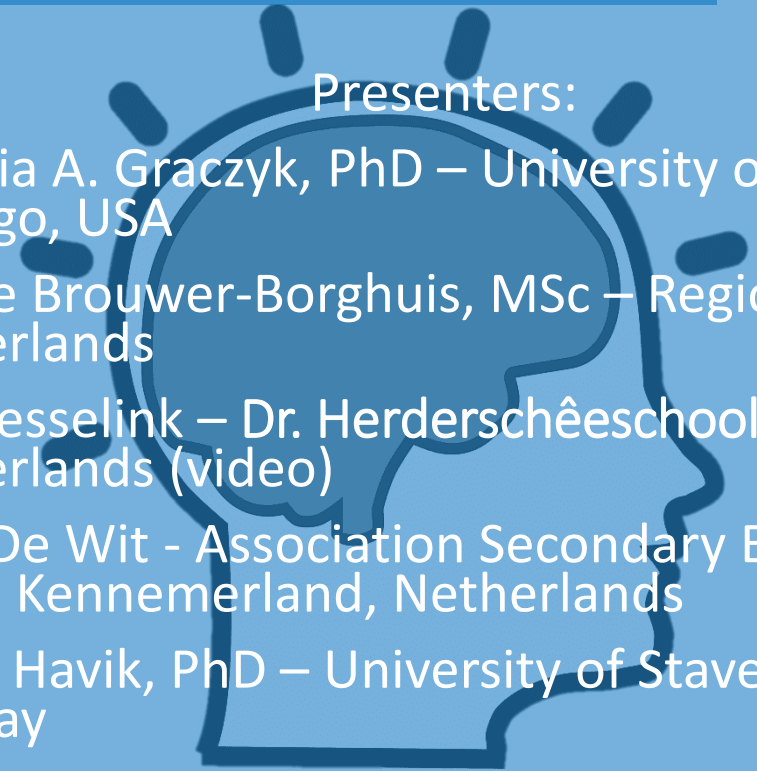 Presenters:
ia A. Graczyk, PhD – University o
go, USA
e Brouwer-Borghuis, MSc – Regio
erlands
esselink – Dr. Herderschêeschool
erlands (video)
De Wit - Association Secondary E
Kennemerland, Netherlands
Havik, PhD – University of Stave
ay